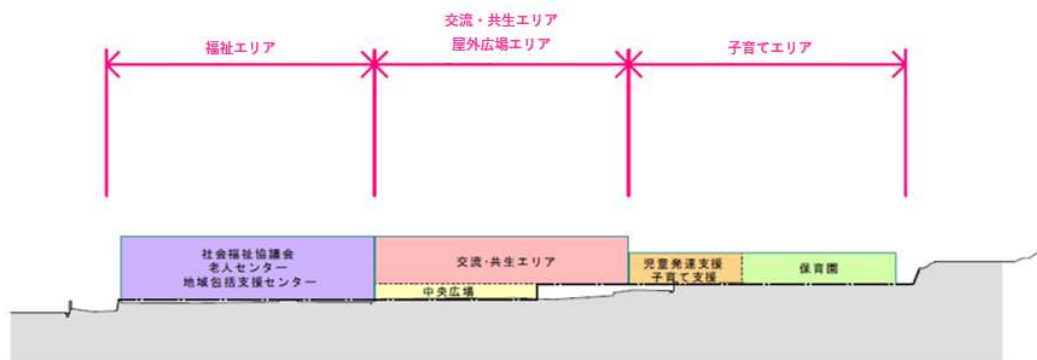 交流・共生エリア
福祉エリア
屋外広場エリア
子育てエリア
社会福祉協議会
老人センター
地域包括支援センター
交流・共生エリア
中央広場
児童発達支援
子育て支援
保育園